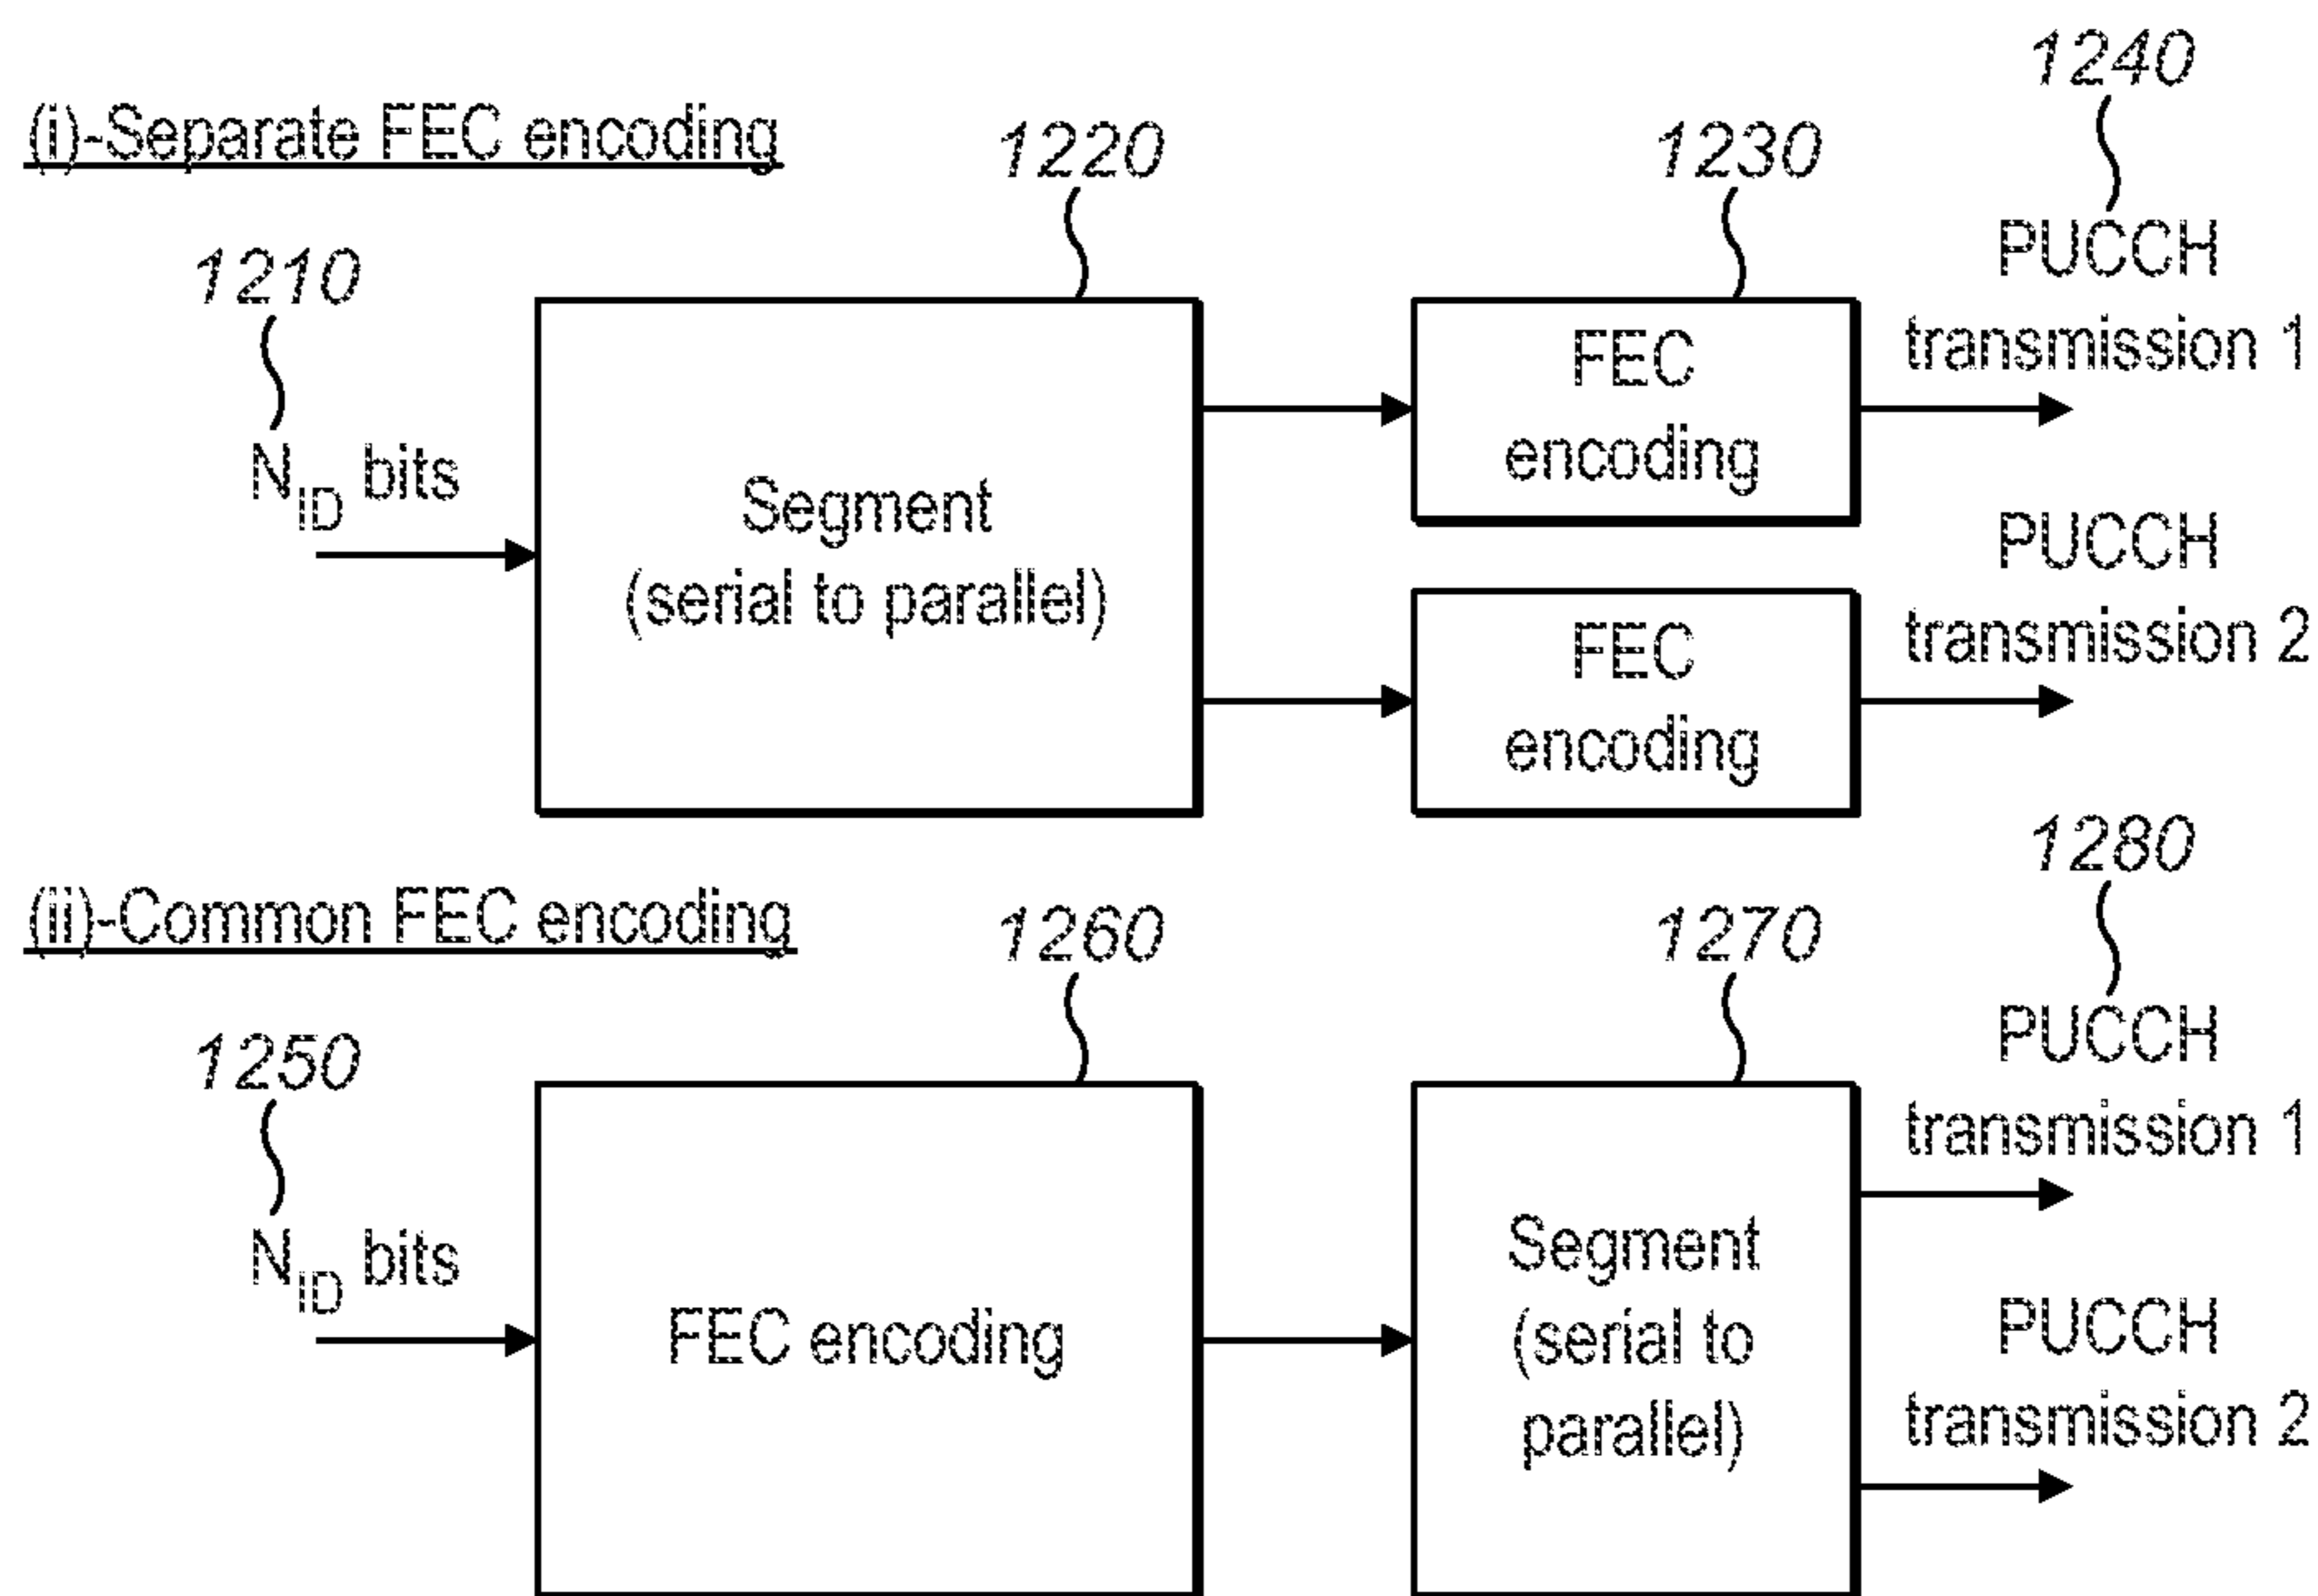 (i)-Separate FEC encoding
1210
N_ID bits
1220
Segment
(serial to parallel)
1230
FEC
encoding
FEC
encoding
1240
PUCCH
transmission 1
PUCCH
transmission 2
(ii)-Common FEC encoding
1250
N_ID bits
1260
FEC encoding
1270
Segment
(serial to
parallel)
1280
PUCCH
transmission 1
PUCCH
transmission 2